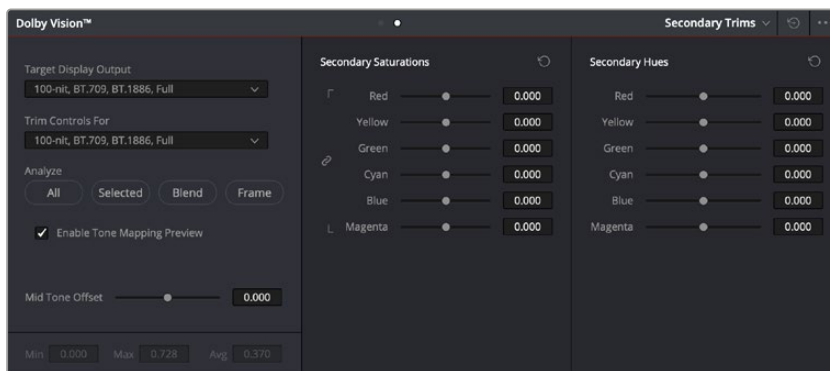 Dolby Vision™
Secondary Trims
Target Display Output
100-nit, BT.709, BT.1886, Full
Trim Controls For
100-nit, BT.709, BT.1886, Full
Analyze
All Selected Blend Frame
Enable Tone Mapping Preview
Mid Tone Offset 0.000
Min 0.000 Max 0.728 Avg 0.370
Secondary Saturations
Red 0.000
Yellow 0.000
Green 0.000
Cyan 0.000
Blue 0.000
Magenta 0.000
Secondary Hues
Red 0.000
Yellow 0.000
Green 0.000
Cyan 0.000
Blue 0.000
Magenta 0.000